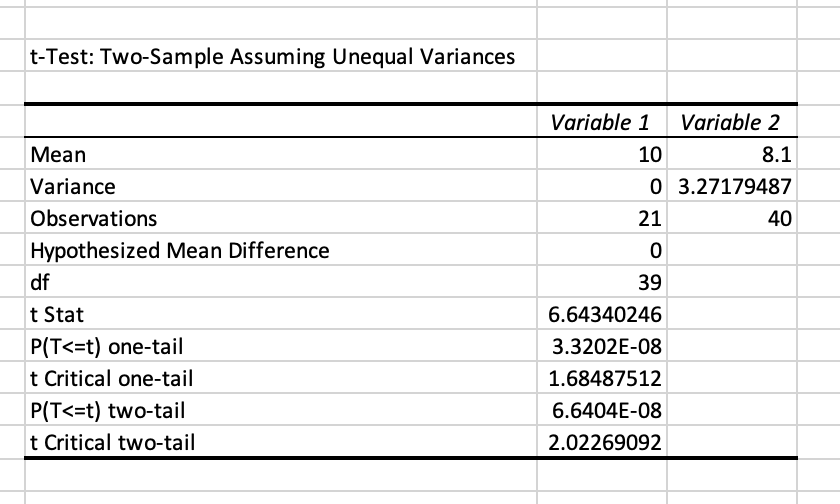 t-Test: Two-Sample Assuming Unequal Variances
Variable 1 Variable 2
Mean 10 8.1
Variance 0 3.27179487
Observations 21 40
Hypothesized Mean Difference 0
df 39
t Stat 6.64340246
P(T<=t) one-tail 3.3202E-08
t Critical one-tail 1.68487512
P(T<=t) two-tail 6.6404E-08
t Critical two-tail 2.02269092